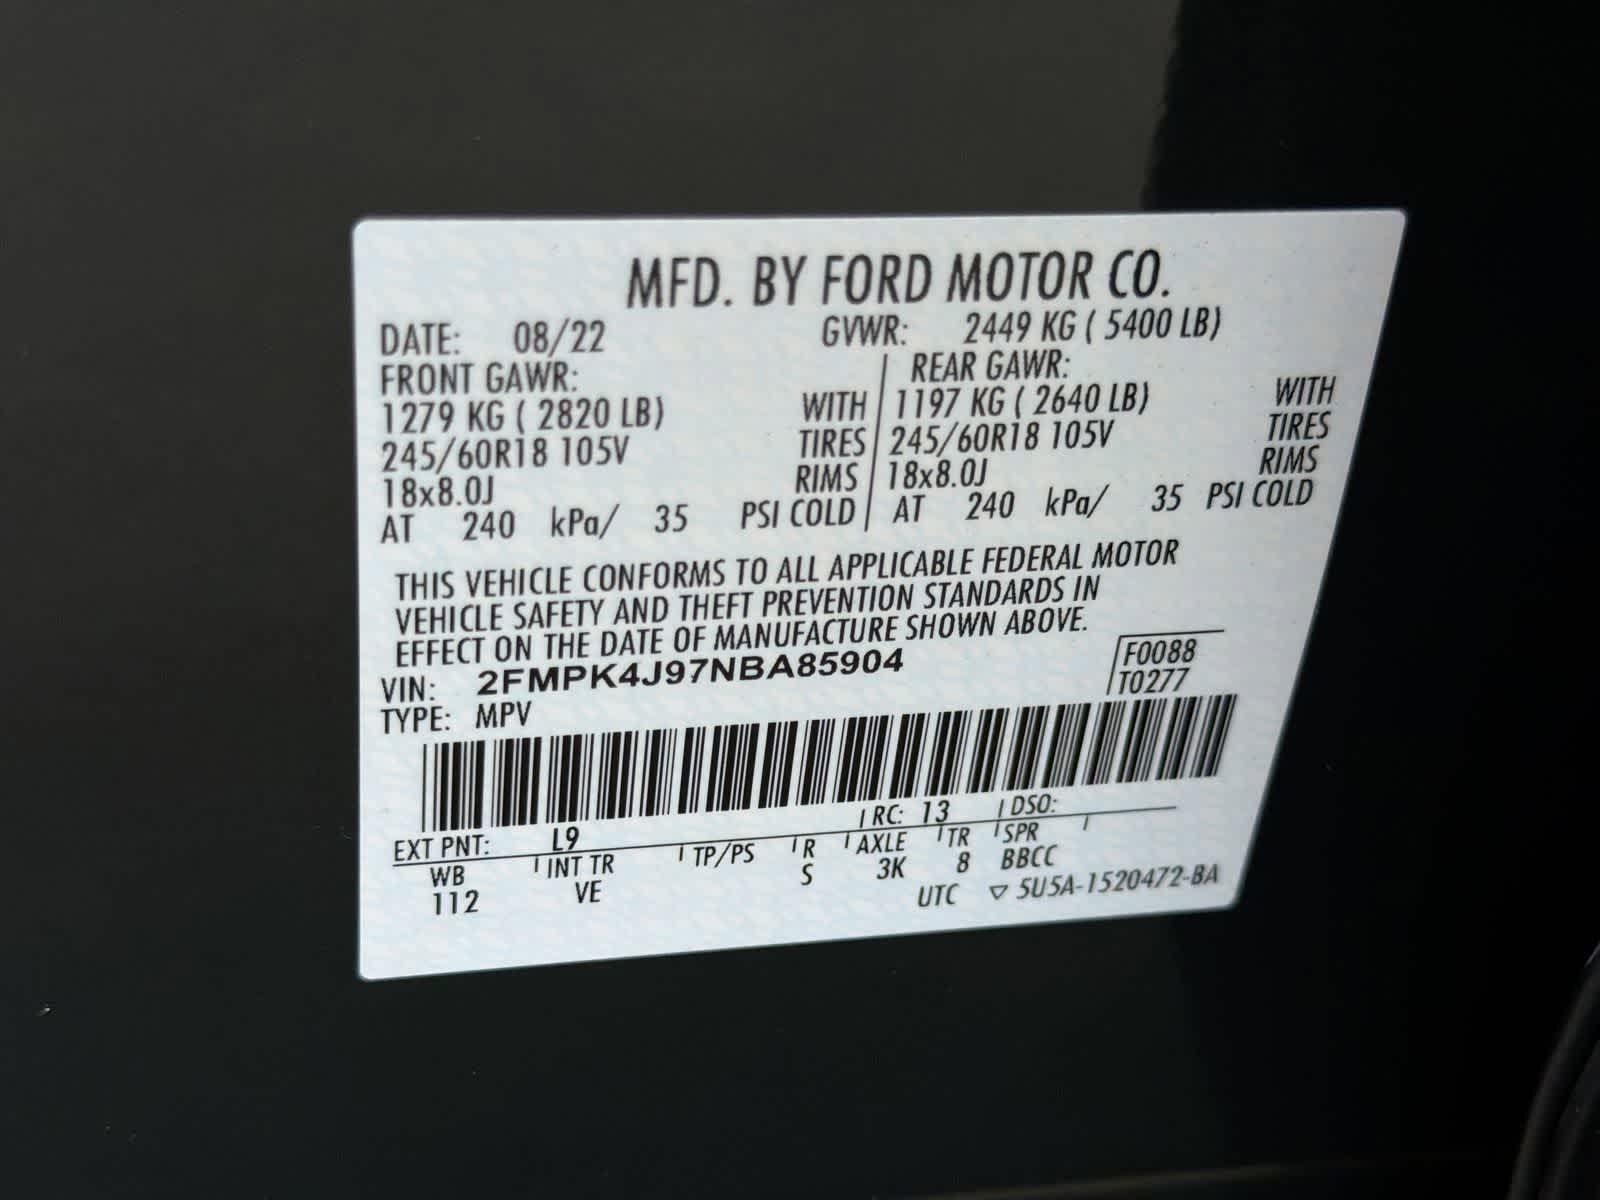 MFD. BY FORD MOTOR CO.
DATE: 08/22 GVWR: 2449 KG ( 5400 LB)
FRONT GAWR: REAR GAWR:
1279 KG ( 2820 LB) WITH 1197 KG ( 2640 LB) WITH
245/60R18 105V TIRES 245/60R18 105V TIRES
18x8.0J RIMS 18x8.0J RIMS
AT 240 kPa/ 35 PSI COLD AT 240 kPa/ 35 PSI COLD
THIS VEHICLE CONFORMS TO ALL APPLICABLE FEDERAL MOTOR
VEHICLE SAFETY AND THEFT PREVENTION STANDARDS IN
EFFECT ON THE DATE OF MANUFACTURE SHOWN ABOVE.
VIN: 2FMPK4J97NBA85904 F0088
TYPE: MPV T0277
EXT PNT: L9 RC: 13 DSO:
WB INT TR TP/PS R AXLE TR SPR
112 VE S 3K 8 BBCC
UTC ▽ 5U5A-1520472-BA